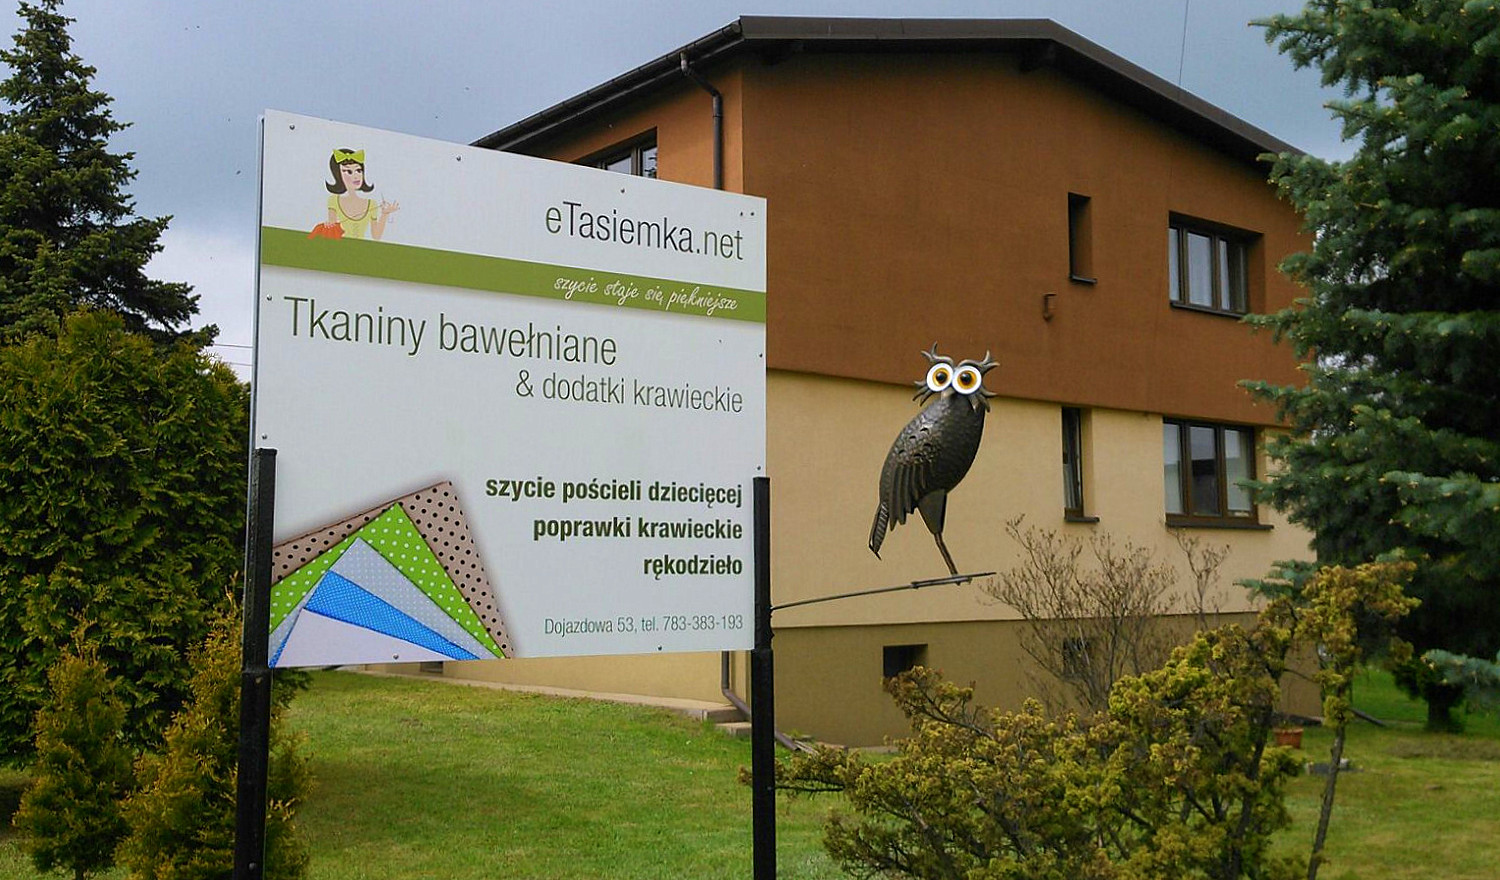 eTasiemka.net
szycie staje się piękniejsze
Tkaniny bawełniane
& dodatki krawieckie
szycie pościeli dziecięcej
poprawki krawieckie
rękodzieło
Dojazdowa 53, tel. 783-383-193